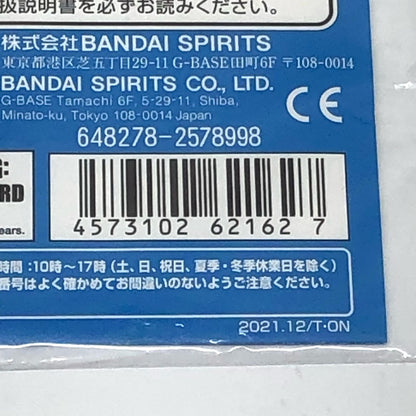 扱説明書を必ずお読みください。
株式会社BANDAI SPIRITS
東京都港区芝五丁目29-11 G-BASE田町6F 〒108-0014
BANDAI SPIRITS CO., LTD.
G-BASE Tamachi 6F, 5-29-11, Shiba,
Minato-ku, Tokyo 108-0014 Japan
CE
648278-2578998
G:
RD
ears.
4573102 62162 7
時間：10時～17時（土、日、祝日、夏季・冬季休業日を除く）
番号はよく確かめてお間違いのないようご注意ください。
2021.12/T·ON